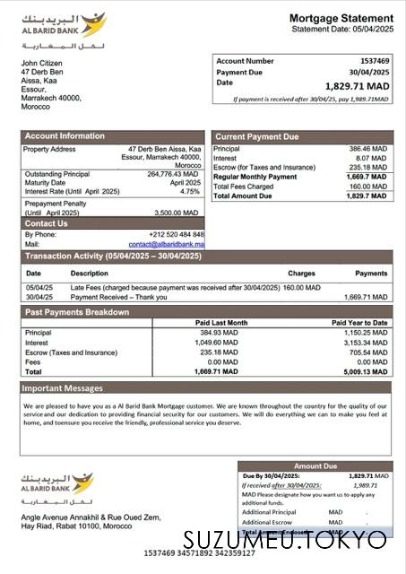 البريد بنك
AL BARID BANK
لنمــل الــغاربــة
Mortgage Statement
Statement Date: 05/04/2025
John Citizen
47 Derb Ben
Aissa, Kaa
Essour,
Marrakech 40000,
Morocco
Account Number 1537469
Payment Due 30/04/2025
Date 1,829.71 MAD
If payment is received after 30/04/25, pay 1,989.71MAD
Account Information
Property Address 47 Derb Ben Aissa, Kaa
Essour, Marrakech 40000,
Morocco
Outstanding Principal 264,776.43 MAD
Maturity Date April 2025
Interest Rate (Until April 2025) 4.75%
Prepayment Penalty
(Until April 2025) 3,500.00 MAD
Current Payment Due
Principal 386.46 MAD
Interest 8.07 MAD
Escrow (for Taxes and Insurance) 235.18 MAD
Regular Monthly Payment 1,669.7 MAD
Total Fees Charged 160.00 MAD
Total Amount Due 1,829.7 MAD
Contact Us
By Phone: +212 520 484 848
Mail: contact@albaridbank.ma
Transaction Activity (05/04/2025 – 30/04/2025)
Date Description Charges Payments
05/04/25 Late Fees (charged because payment was received after 30/04/2025) 160.00 MAD
30/04/25 Payment Received – Thank you 1,669.71 MAD
Past Payments Breakdown
Paid Last Month Paid Year to Date
Principal 384.93 MAD 1,150.25 MAD
Interest 1,049.60 MAD 3,153.34 MAD
Escrow (Taxes and Insurance) 235.18 MAD 705.54 MAD
Fees 0.00 MAD 0.00 MAD
Total 1,669.71 MAD 5,009.13 MAD
Important Messages
We are pleased to have you as a Al Barid Bank Mortgage customer. We are known throughout the country for the quality of our
service and our dedication to providing financial security for our customers. We will do everything we can to make you feel at
home, and toensure you receive the friendly, professional service you deserve.
البريد بنك
AL BARID BANK
Angle Avenue Annakhil & Rue Oued Zem,
Hay Riad, Rabat 10100, Morocco
Amount Due
Due By 30/04/2025: 1,829.71 MAD
If received after 30/04/2025: 1,989.71
MAD Please designate how you want us to apply any
additional funds.
Additional Principal MAD .
Additional Escrow MAD .
SUZUMEU.TOKYO
1537469 34571892 342359127